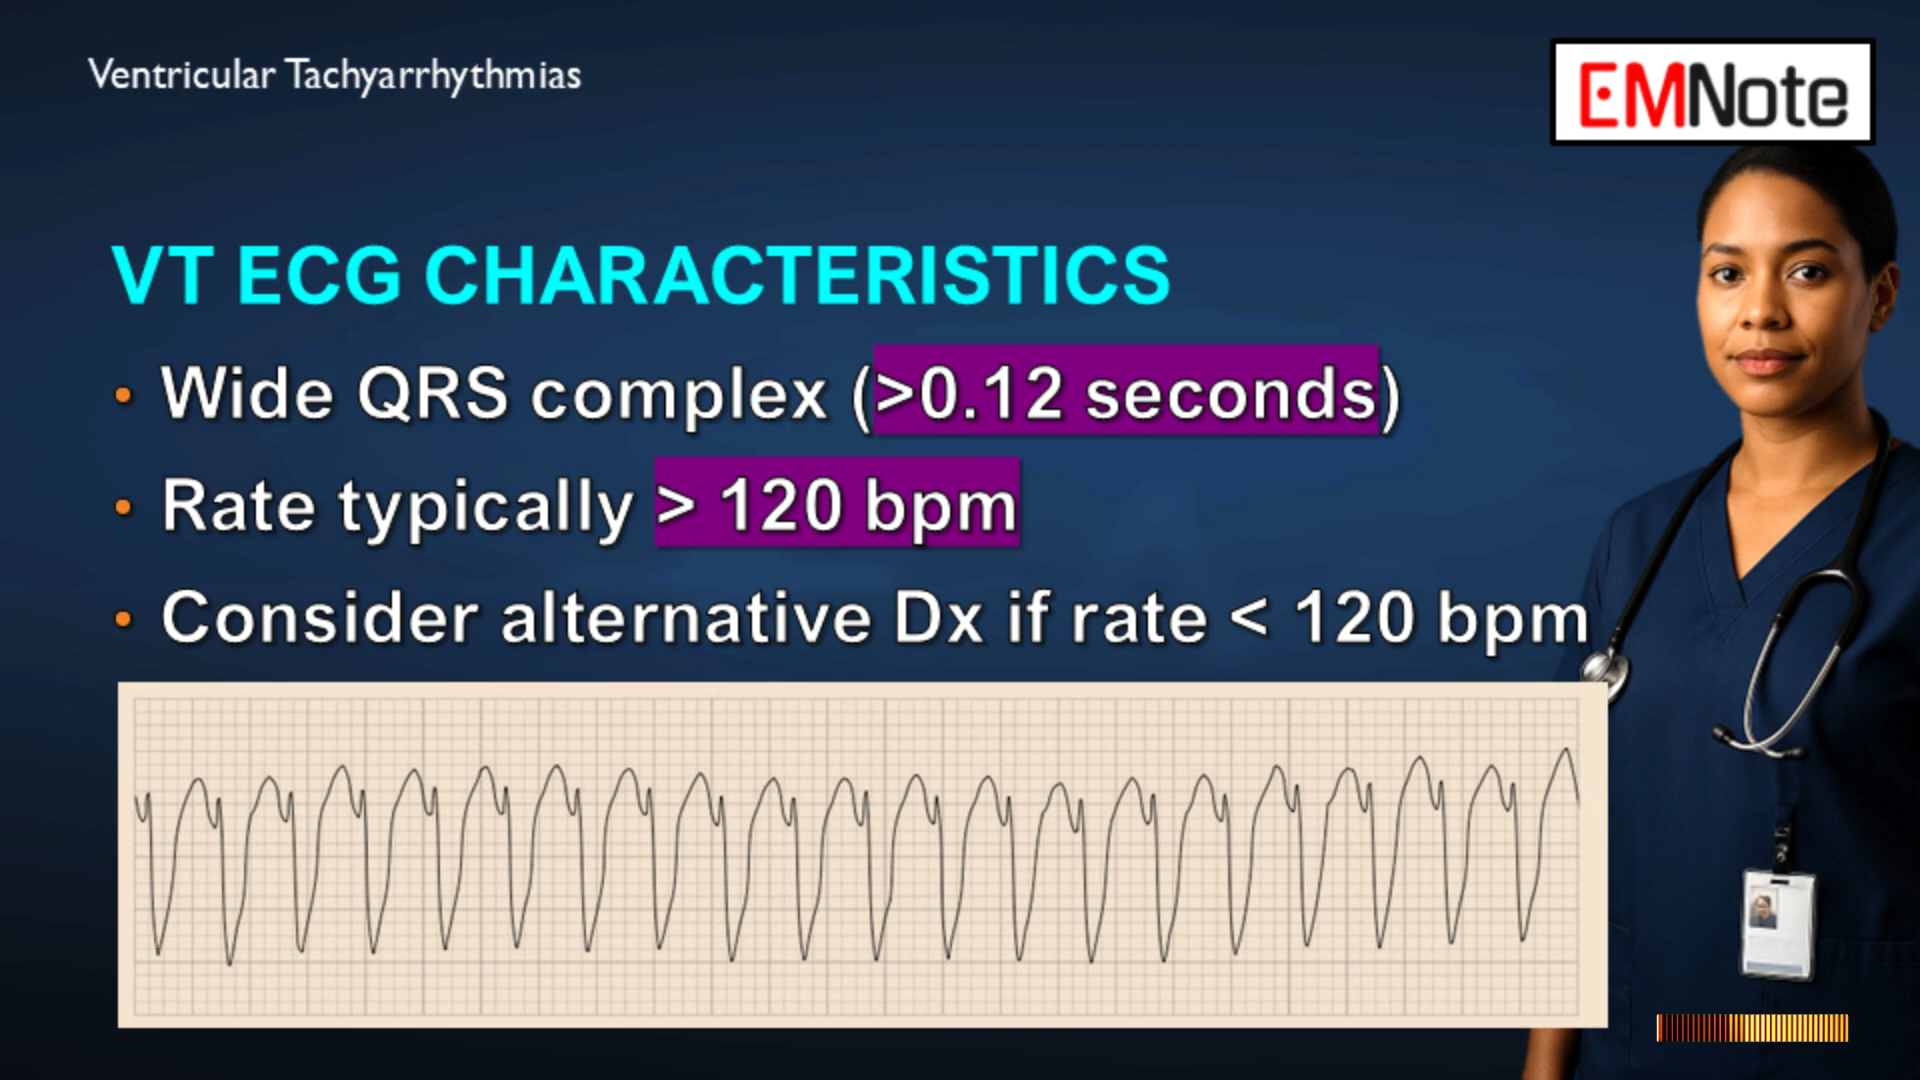 Ventricular Tachyarrhythmias
EMNote
VT ECG CHARACTERISTICS
• Wide QRS complex (>0.12 seconds)
• Rate typically > 120 bpm
• Consider alternative Dx if rate < 120 bpm